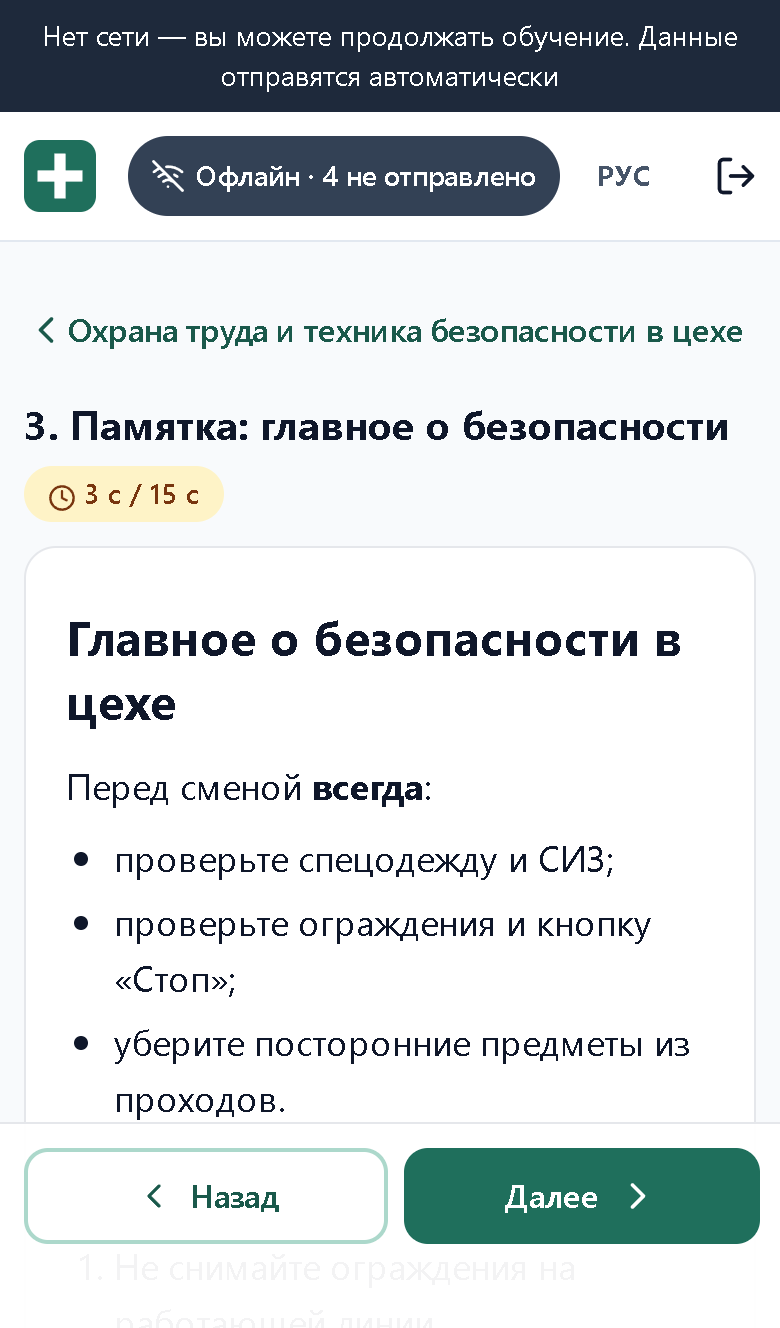 Нет сети — вы можете продолжать обучение. Данные
отправятся автоматически
Офлайн · 4 не отправлено
РУС
Охрана труда и техника безопасности в цехе
3. Памятка: главное о безопасности
3 с / 15 с
Главное о безопасности в
цехе
Перед сменой всегда:
• проверьте спецодежду и СИЗ;
• проверьте ограждения и кнопку
«Стоп»;
• уберите посторонние предметы из
проходов.
Назад
Далее
1. Не снимайте ограждения на
работающей линии